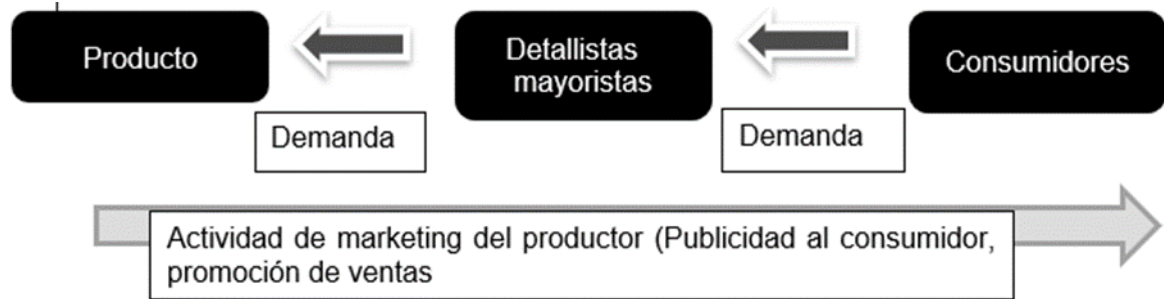 Producto
Detallistas
mayoristas
Consumidores
Demanda
Demanda
Actividad de marketing del productor (Publicidad al consumidor,
promoción de ventas